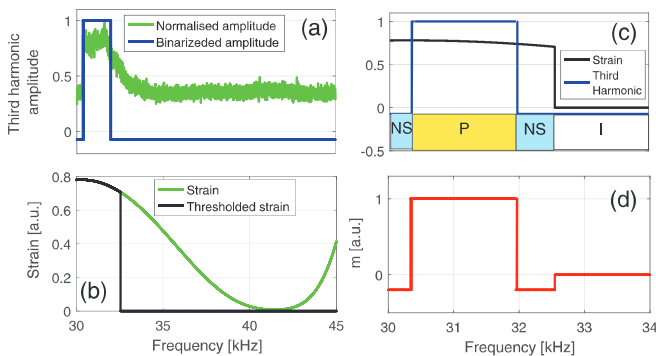 Normalised amplitude
Binarizeded amplitude
(a)
Third harmonic
amplitude
1
0.5
0
Strain
Thresholded strain
(b)
Strain [a.u.]
0.8
0.6
0.4
0.2
0
30
35
40
45
Frequency [kHz]
(c)
Strain
Third
Harmonic
1
0.5
0
-0.5
NS
P
NS
I
(d)
m [a.u.]
1
0
30
31
32
33
34
Frequency [kHz]